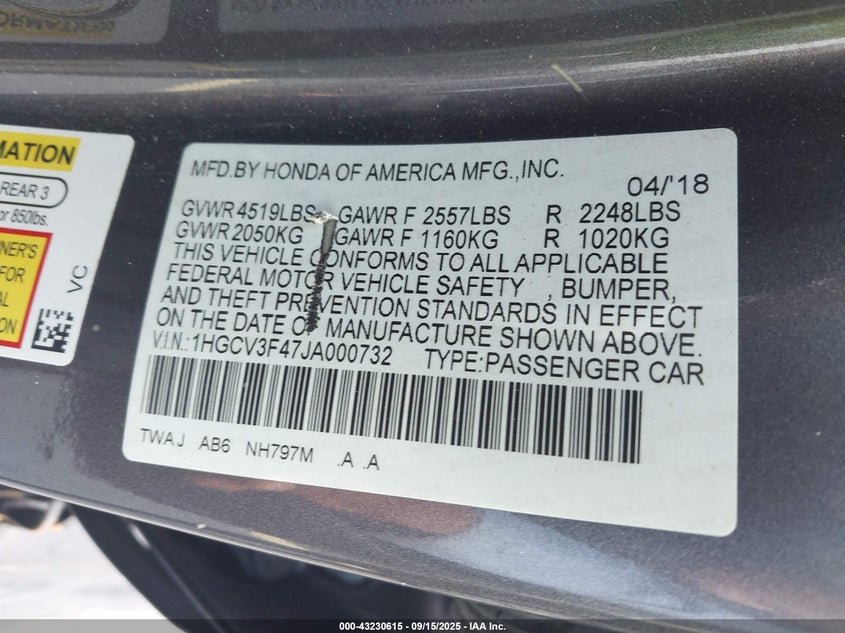 ORMATION
MATION
REAR 3
or 850lbs.
NER'S
FOR
AL
ION
VC
MFD.BY HONDA OF AMERICA MFG.,INC.
04/'18
GVWR 4519LBS GAWR F 2557LBS R 2248LBS
GVWR 2050KG GAWR F 1160KG R 1020KG
THIS VEHICLE CONFORMS TO ALL APPLICABLE
FEDERAL MOTOR VEHICLE SAFETY , BUMPER,
AND THEFT PREVENTION STANDARDS IN EFFECT
ON THE DATE OF MANUFACTURE SHOWN ABOVE.
V.I.N.:1HGCV3F47JA000732 TYPE:PASSENGER CAR
TWAJ AB6 NH797M .A .A
000-43230615 - 09/15/2025 - IAA Inc.